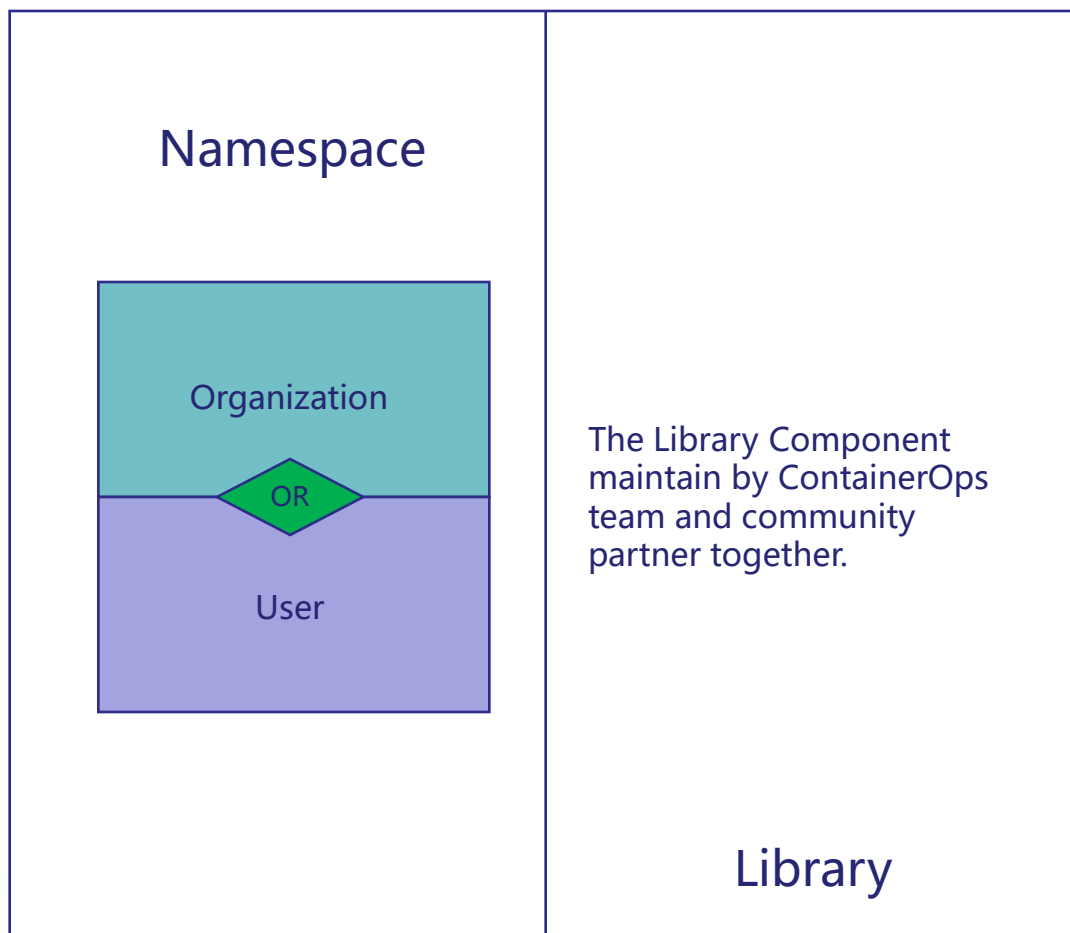 Namespace
Organization
OR
User
The Library Component
maintain by ContainerOps
team and community
partner together.
Library